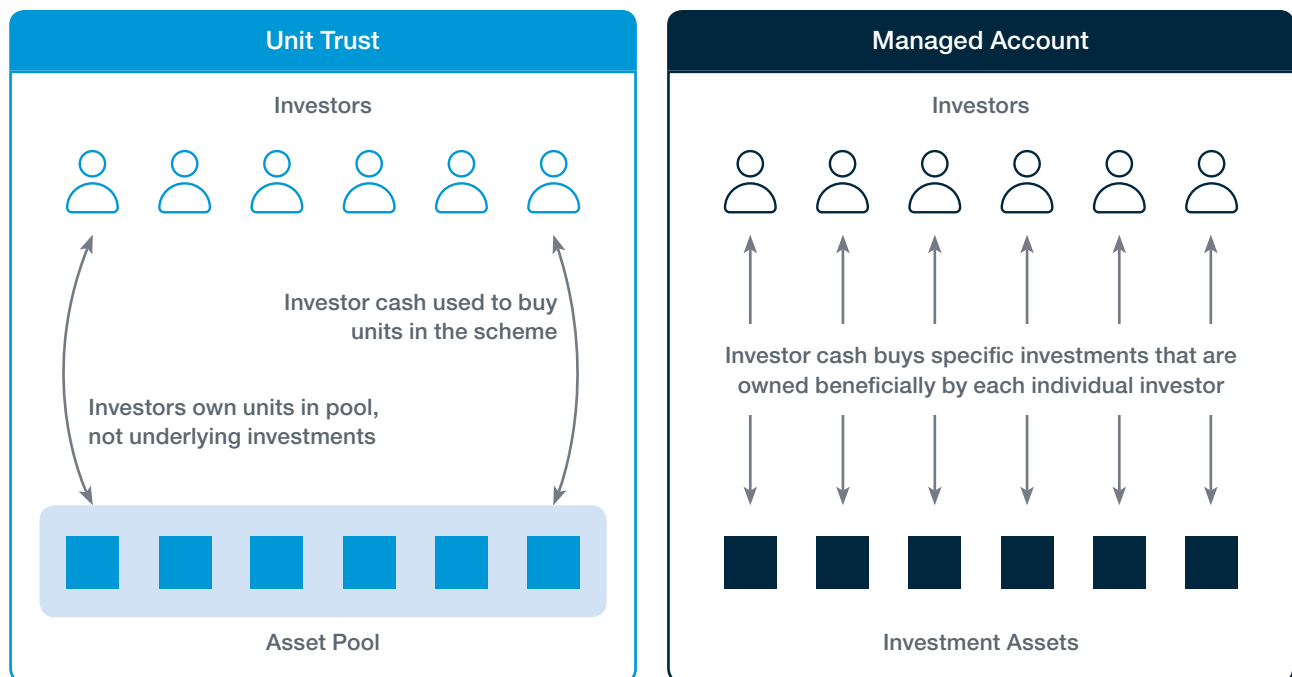 Unit Trust
Investors
Investor cash used to buy
units in the scheme
Investors own units in pool,
not underlying investments
Asset Pool
Managed Account
Investors
Investor cash buys specific investments that are
owned beneficially by each individual investor
Investment Assets